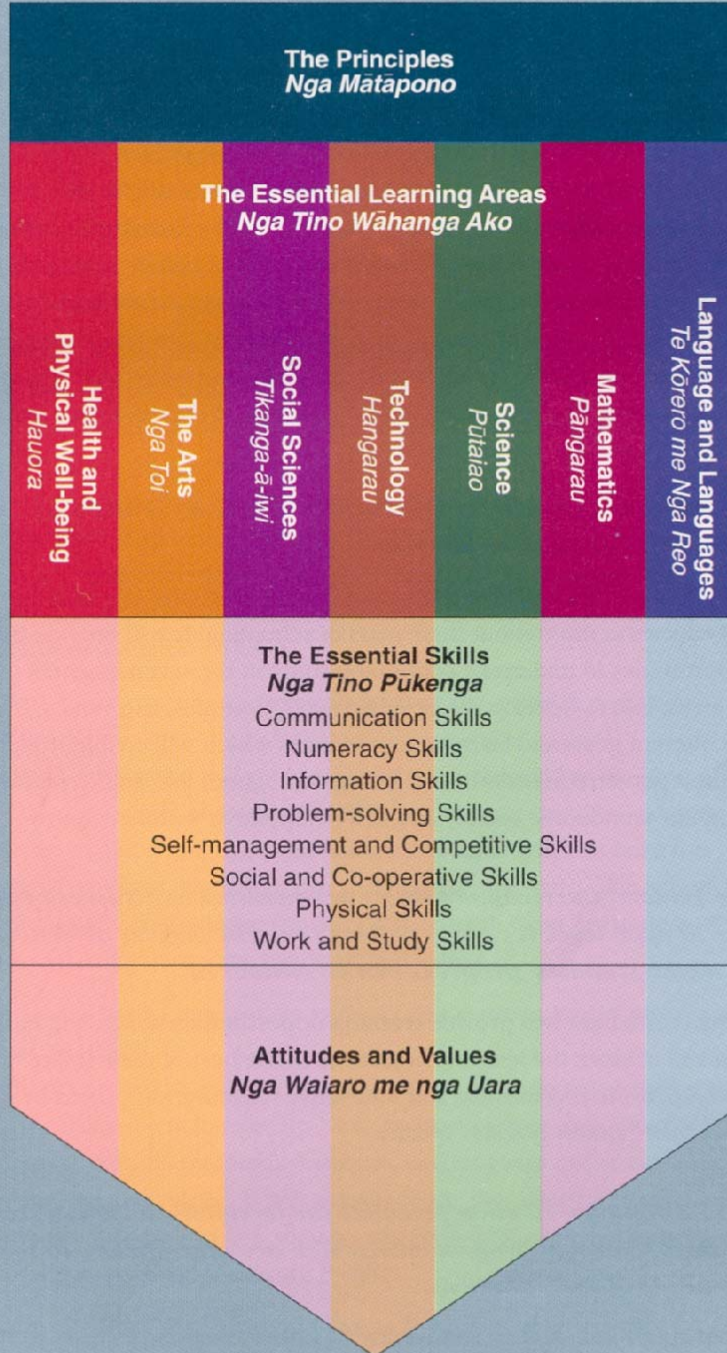 The Principles
Nga Mātāpono
The Essential Learning Areas
Nga Tino Wāhanga Ako
Health and
Physical Well-being
Hauora
The Arts
Nga Toi
Social Sciences
Tikanga-ā-iwi
Technology
Hangarau
Science
Pūtaiao
Mathematics
Pāngarau
Language and Languages
Te Kōrero me Nga Reo
The Essential Skills
Nga Tino Pūkenga
Communication Skills
Numeracy Skills
Information Skills
Problem-solving Skills
Self-management and Competitive Skills
Social and Co-operative Skills
Physical Skills
Work and Study Skills
Attitudes and Values
Nga Waiaro me nga Uara